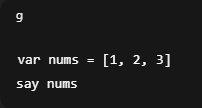 g
var nums = [1, 2, 3]
say nums